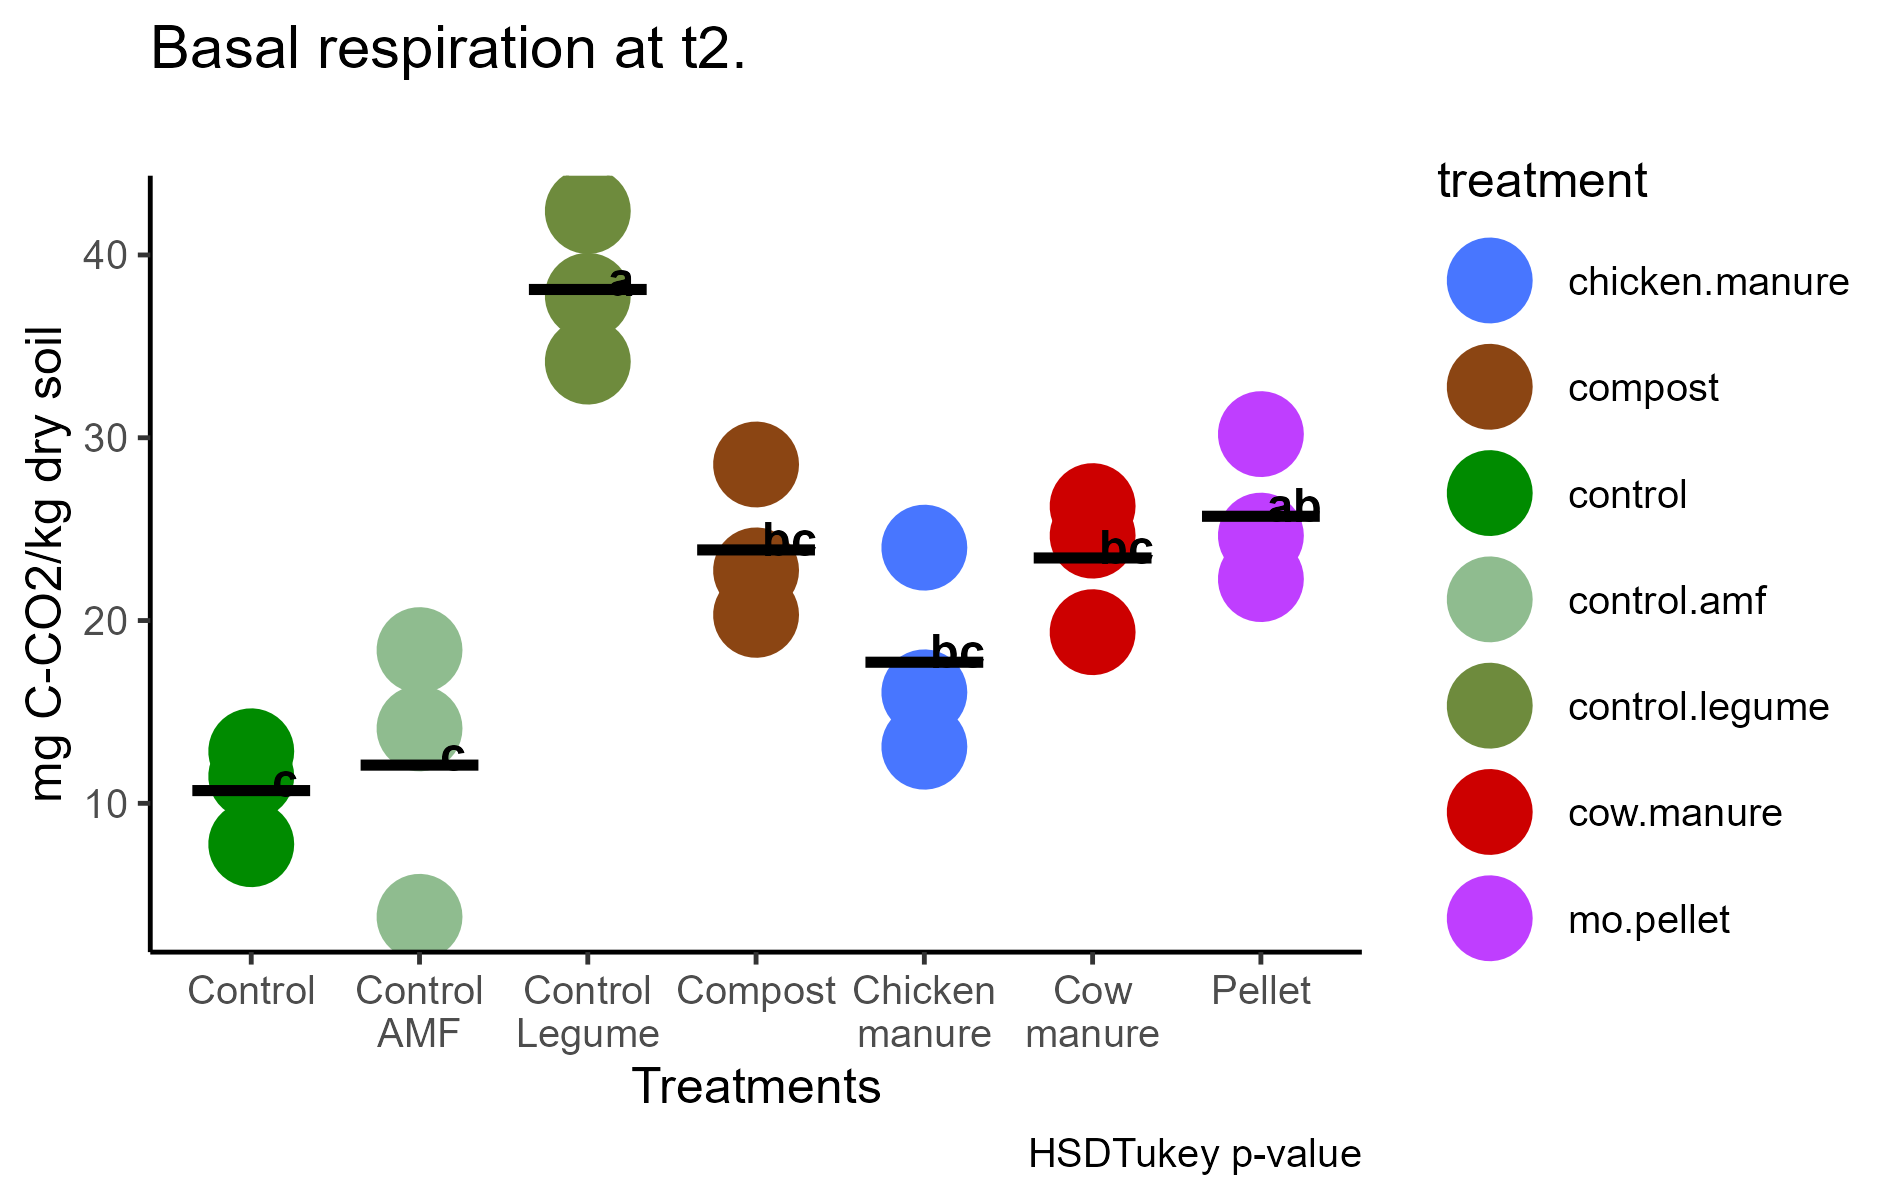 Basal respiration at t2.
mg C-CO2/kg dry soil
40
30
20
10
a
bc
bc
bc
ab
c
c
Control
Control
AMF
Control
Legume
Compost
Chicken
manure
Cow
manure
Pellet
Treatments
HSDTukey p-value
treatment
chicken.manure
compost
control
control.amf
control.legume
cow.manure
mo.pellet